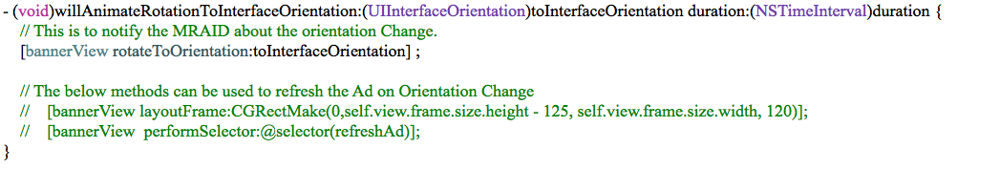 - (void)willAnimateRotationToInterfaceOrientation:(UIInterfaceOrientation)toInterfaceOrientation duration:(NSTimeInterval)duration {
// This is to notify the MRAID about the orientation Change.
[bannerView rotateToOrientation:toInterfaceOrientation] ;
// The below methods can be used to refresh the Ad on Orientation Change
// [bannerView layoutFrame:CGRectMake(0,self.view.frame.size.height - 125, self.view.frame.size.width, 120)];
// [bannerView performSelector:@selector(refreshAd)];
}